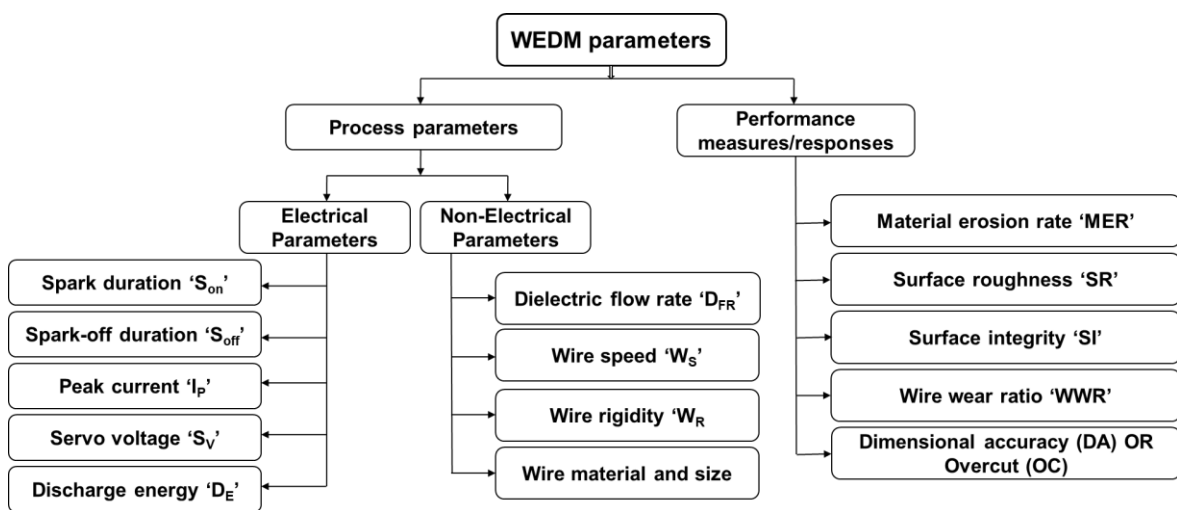 WEDM parameters
Process parameters
Performance
measures/responses
Electrical
Parameters
Non-Electrical
Parameters
Spark duration ‘Son’
Spark-off duration ‘Soff’
Peak current ‘IP’
Servo voltage ‘SV’
Discharge energy ‘DE’
Dielectric flow rate ‘DFR’
Wire speed ‘WS’
Wire rigidity ‘WR’
Wire material and size
Material erosion rate ‘MER’
Surface roughness ‘SR’
Surface integrity ‘SI’
Wire wear ratio ‘WWR’
Dimensional accuracy (DA) OR
Overcut (OC)